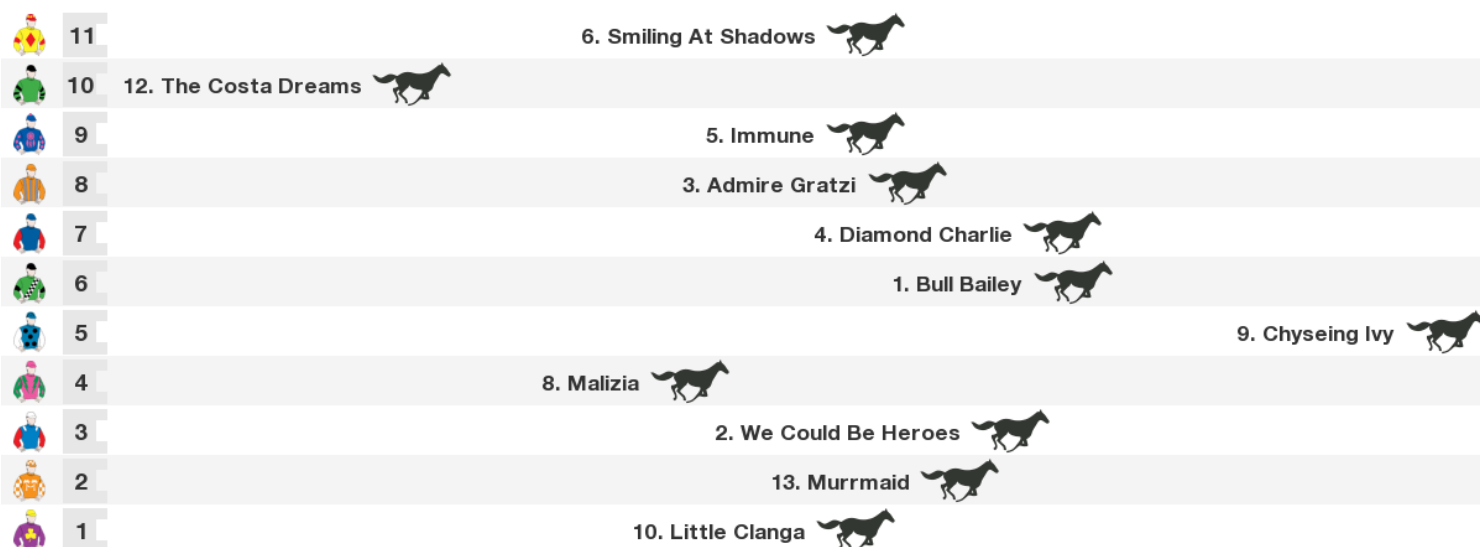 11 6. Smiling At Shadows
10 12. The Costa Dreams
9 5. Immune
8 3. Admire Gratzi
7 4. Diamond Charlie
6 1. Bull Bailey
5 9. Chyseing Ivy
4 8. Malizia
3 2. We Could Be Heroes
2 13. Murrmaid
1 10. Little Clanga